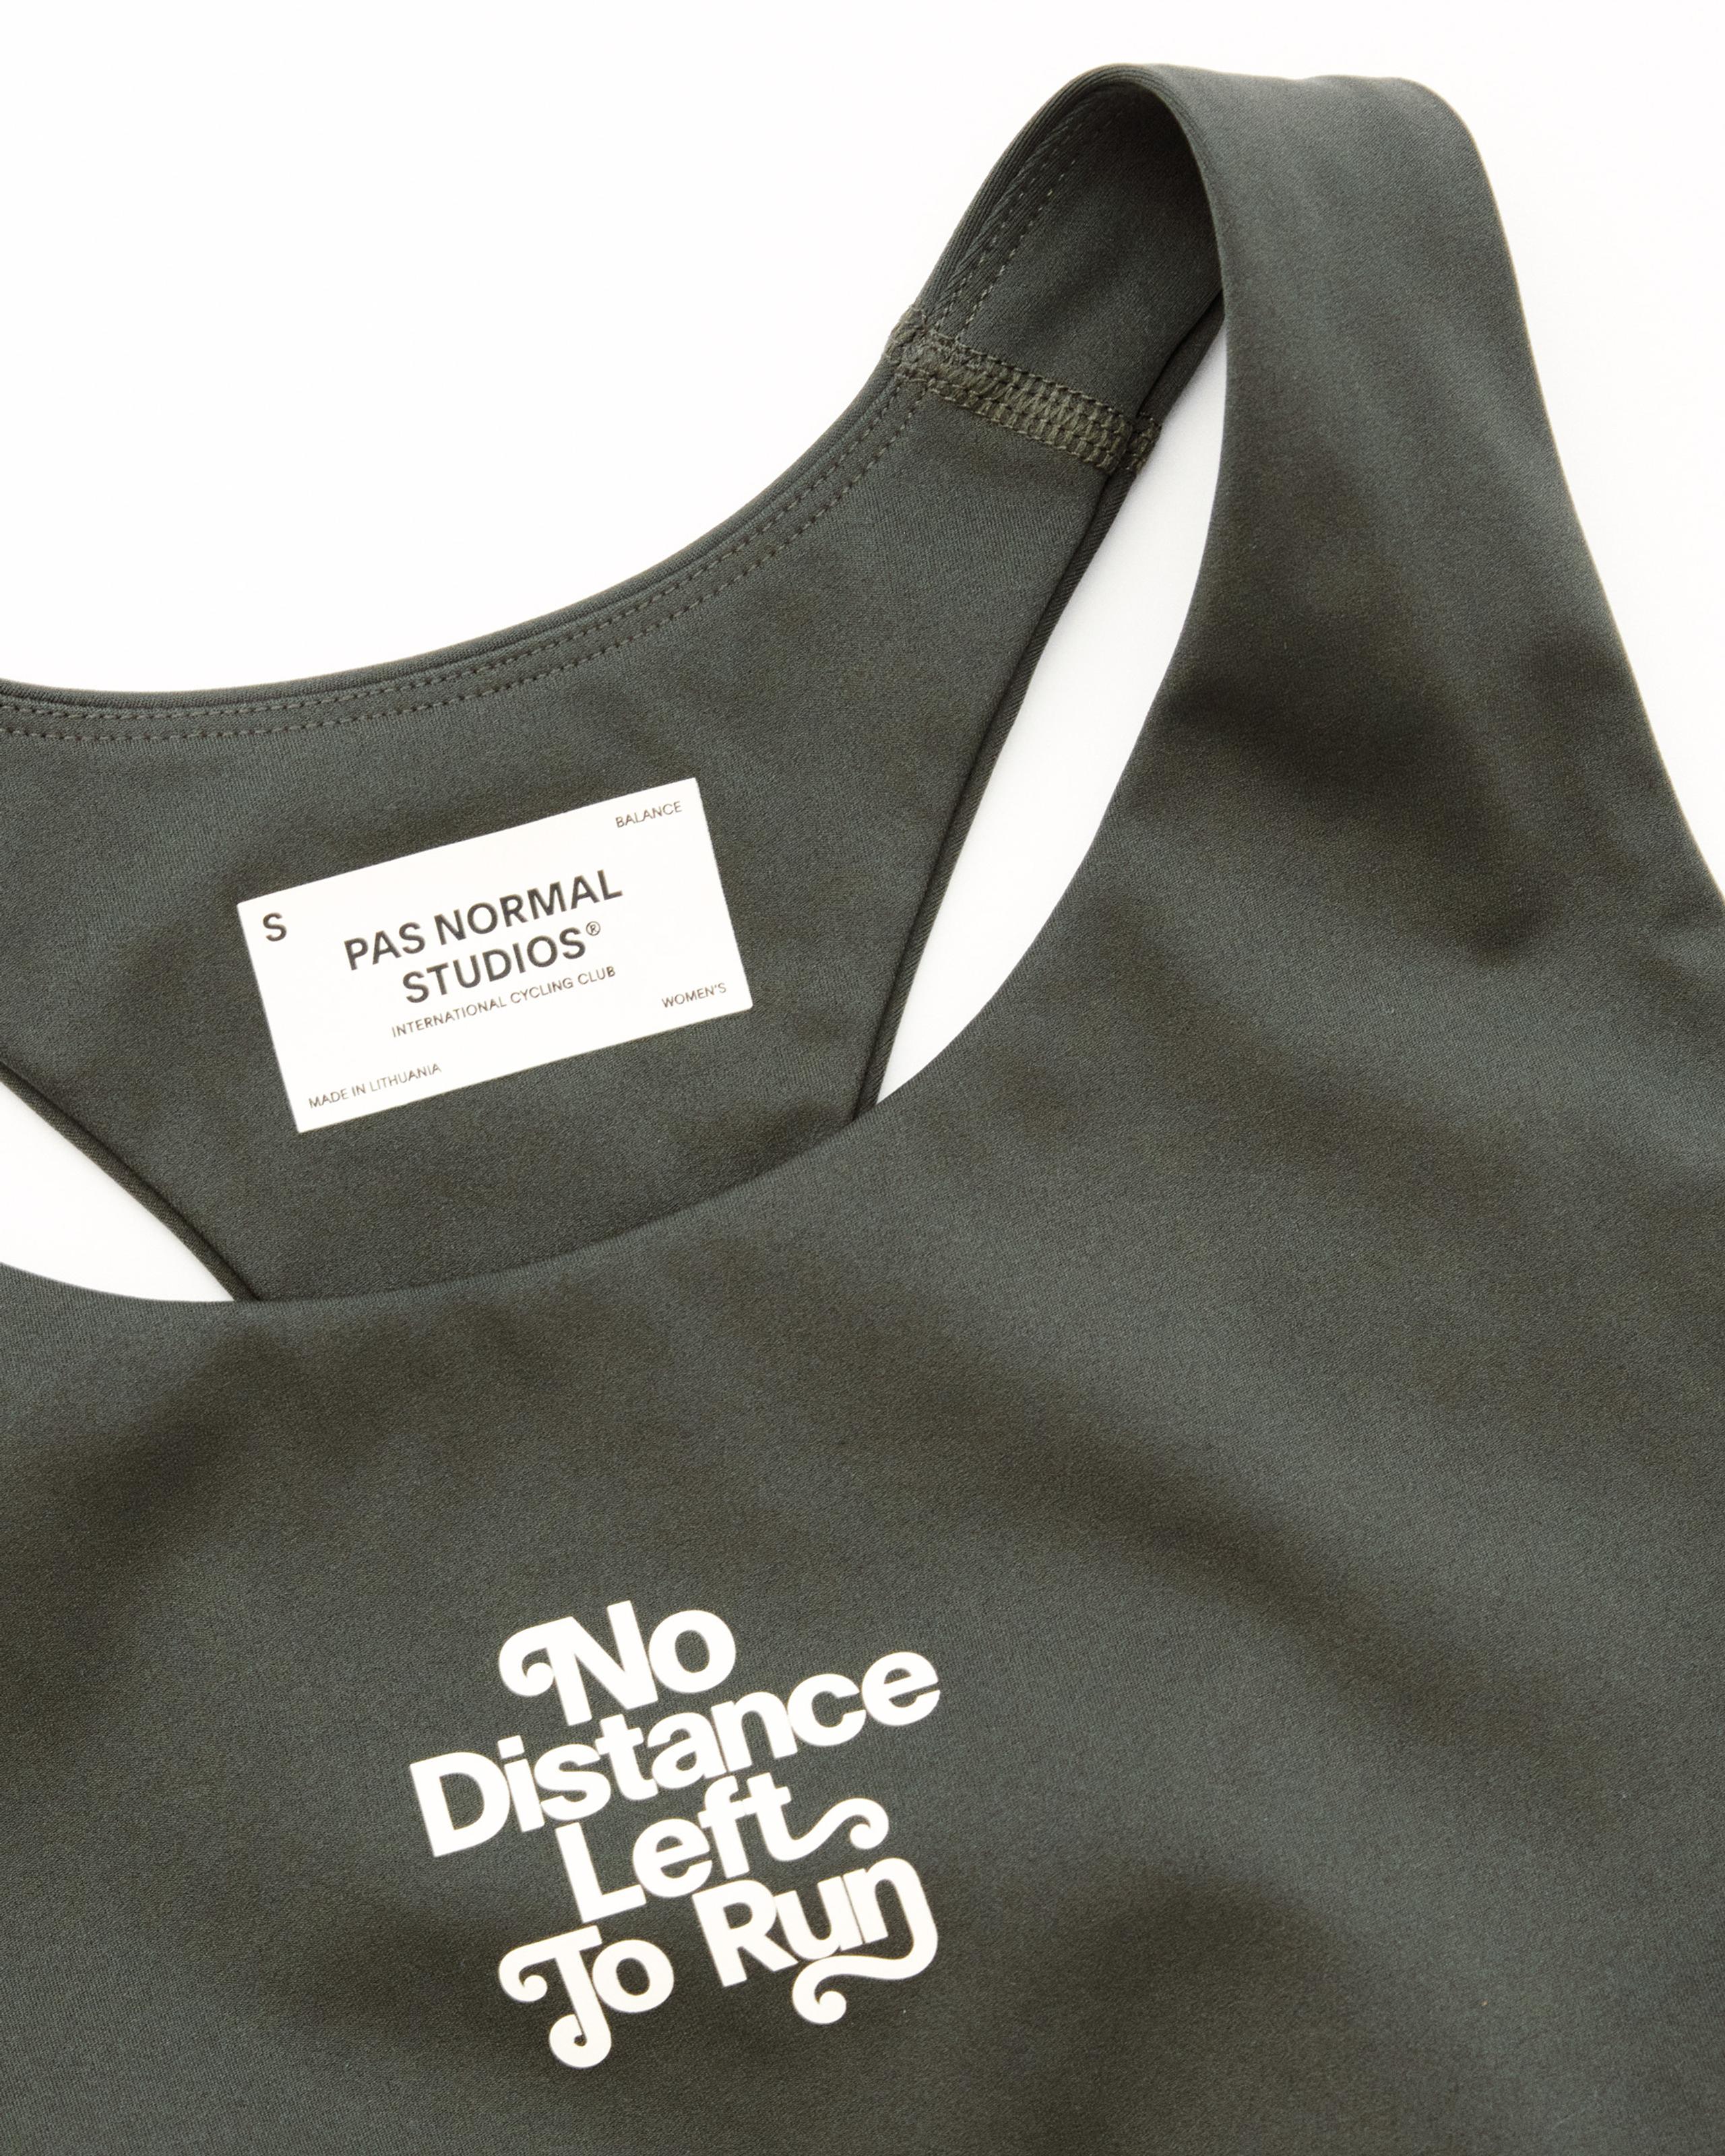 BALANCE
S
PAS NORMAL
STUDIOS®
INTERNATIONAL CYCLING CLUB
WOMEN'S
MADE IN LITHUANIA
No
Distance
Left
To Run